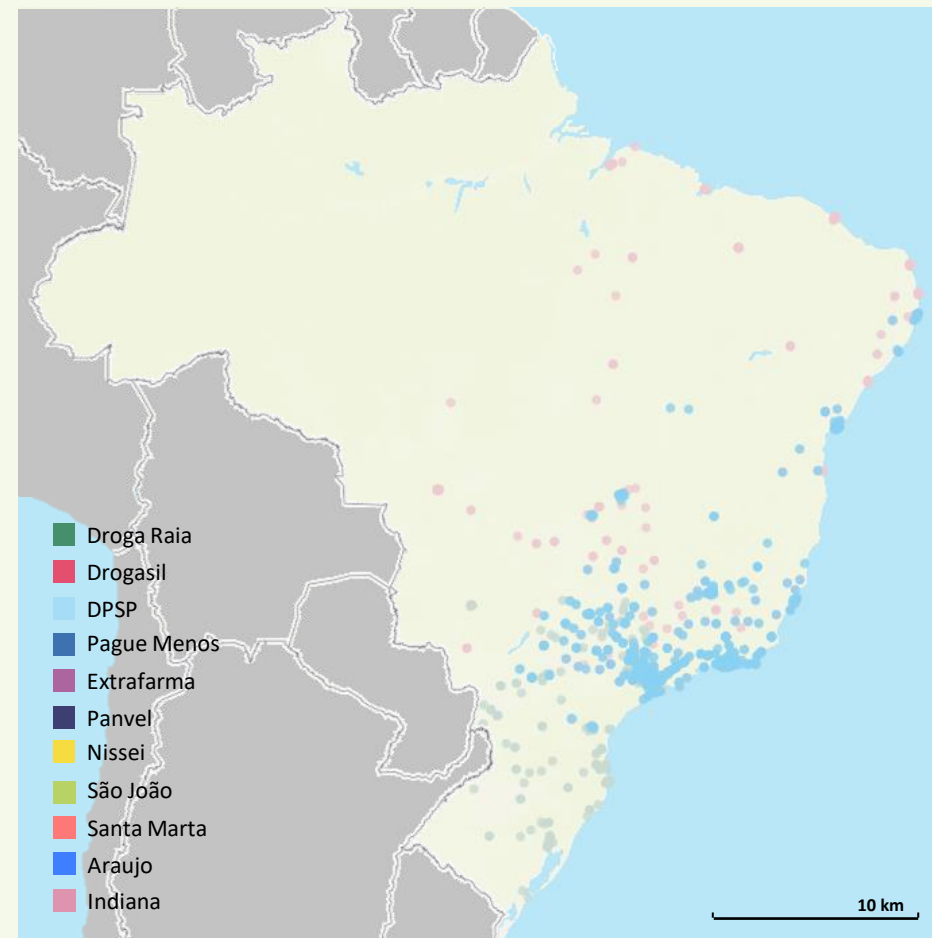 Droga Raia
Drogasil
DPSP
Pague Menos
Extrafarma
Panvel
Nissei
São João
Santa Marta
Araujo
Indiana
10 km